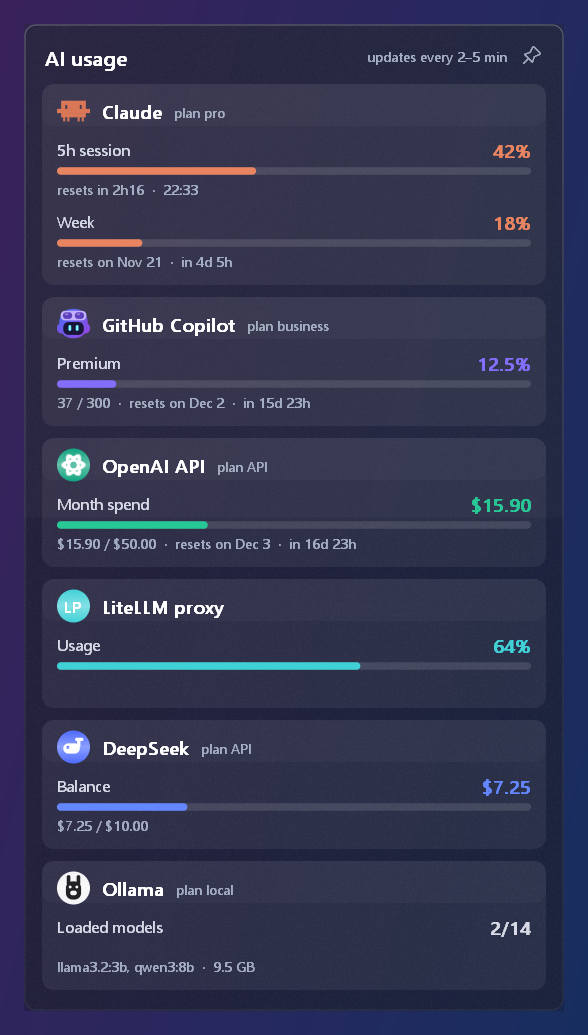 AI usage
updates every 2–5 min
Claude plan pro
5h session 42%
resets in 2h16 · 22:33
Week 18%
resets on Nov 21 · in 4d 5h
GitHub Copilot plan business
Premium 12.5%
37 / 300 · resets on Dec 2 · in 15d 23h
OpenAI API plan API
Month spend $15.90
$15.90 / $50.00 · resets on Dec 3 · in 16d 23h
LP LiteLLM proxy
Usage 64%
DeepSeek plan API
Balance $7.25
$7.25 / $10.00
Ollama plan local
Loaded models 2/14
llama3.2:3b, qwen3:8b · 9.5 GB